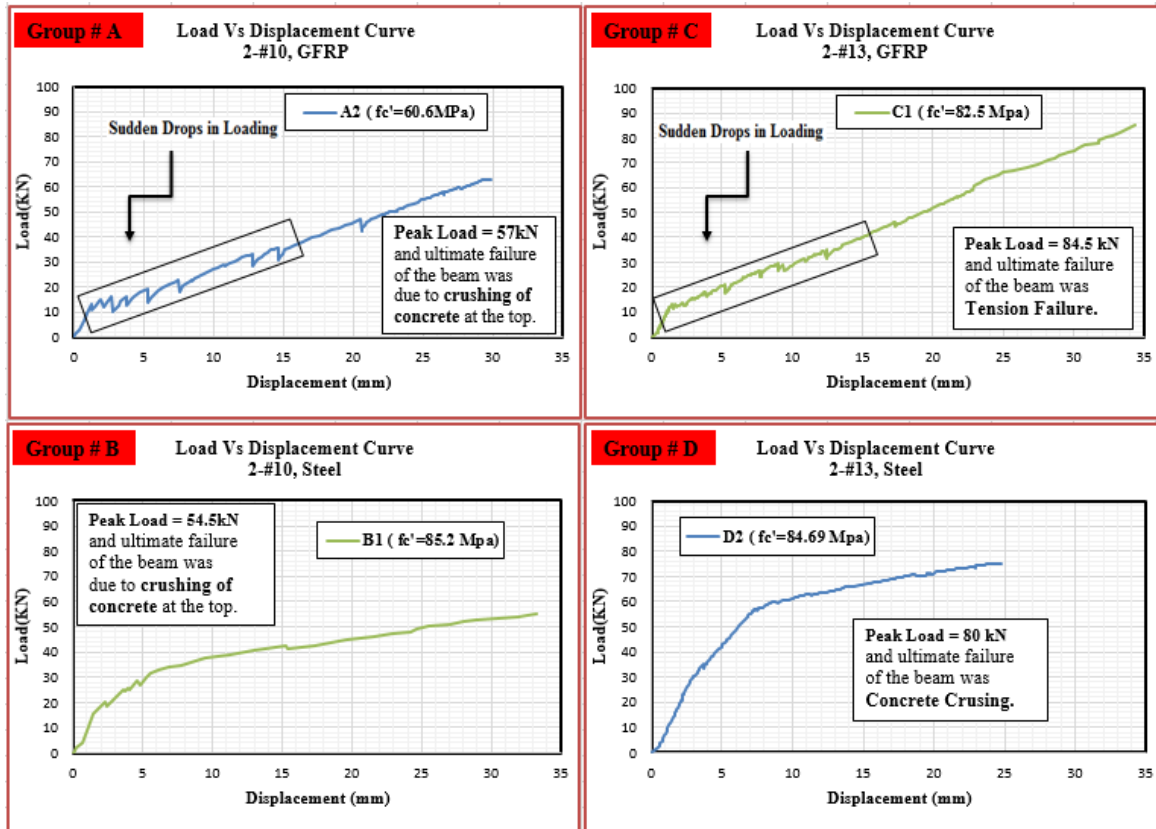 Group # A
Load Vs Displacement Curve
2-#10, GFRP
100
90
80
70
60
50
40
30
20
10
0
Load(KN)
A2 ( fc'=60.6MPa)
Sudden Drops in Loading
Peak Load = 57kN
and ultimate failure
of the beam was
due to crushing of
concrete at the top.
0 5 10 15 20 25 30 35
Displacement (mm)
Group # C
Load Vs Displacement Curve
2-#13, GFRP
100
90
80
70
60
50
40
30
20
10
0
Load(KN)
C1 ( fc'=82.5 Mpa)
Sudden Drops in Loading
Peak Load = 84.5 kN
and ultimate failure
of the beam was
Tension Failure.
0 5 10 15 20 25 30 35
Displacement (mm)
Group # B
Load Vs Displacement Curve
2-#10, Steel
100
90
80
70
60
50
40
30
20
10
0
Load(KN)
Peak Load = 54.5kN
and ultimate failure
of the beam was
due to crushing of
concrete at the top.
B1 ( fc'=85.2 Mpa)
0 5 10 15 20 25 30 35
Displacement (mm)
Group # D
Load Vs Displacement Curve
2-#13, Steel
100
90
80
70
60
50
40
30
20
10
0
Load(KN)
D2 ( fc'=84.69 Mpa)
Peak Load = 80 kN
and ultimate failure
of the beam was
Concrete Crusing.
0 5 10 15 20 25 30 35
Displacement (mm)